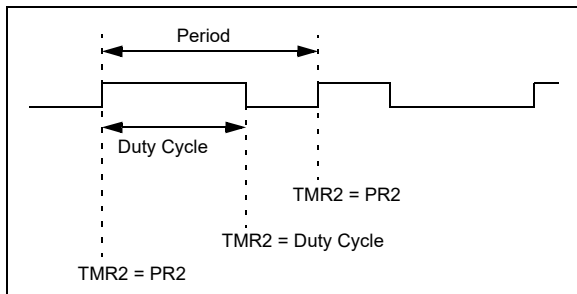 Period
Duty Cycle
TMR2 = PR2
TMR2 = Duty Cycle
TMR2 = PR2